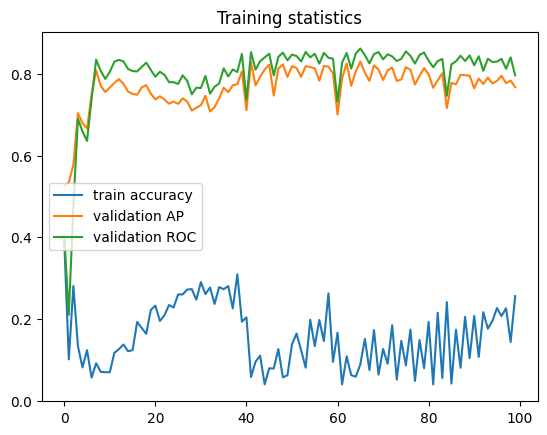 Training statistics
0.8
0.6
0.4
0.2
0.0
train accuracy
validation AP
validation ROC
0 20 40 60 80 100